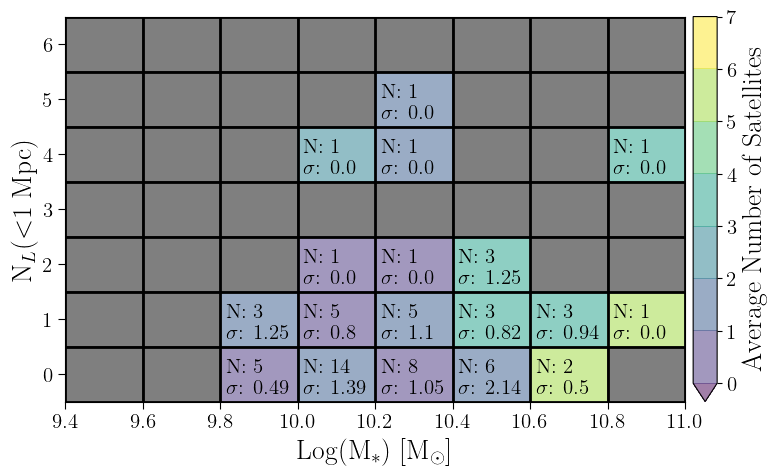 6
5
4
3
2
1
0
N: 1
σ: 0.0
N: 1
σ: 0.0
N: 1
σ: 0.0
N: 1
σ: 0.0
N: 1
σ: 0.0
N: 1
σ: 0.0
N: 3
σ: 1.25
N: 3
σ: 1.25
N: 5
σ: 0.8
N: 5
σ: 1.1
N: 3
σ: 0.82
N: 3
σ: 0.94
N: 1
σ: 0.0
N: 5
σ: 0.49
N: 14
σ: 1.39
N: 8
σ: 1.05
N: 6
σ: 2.14
N: 2
σ: 0.5
9.4 9.6 9.8 10.0 10.2 10.4 10.6 10.8 11.0
Log(M∗) [M⊙]
N_L(<1 Mpc)
7
6
5
4
3
2
1
0
Average Number of Satellites